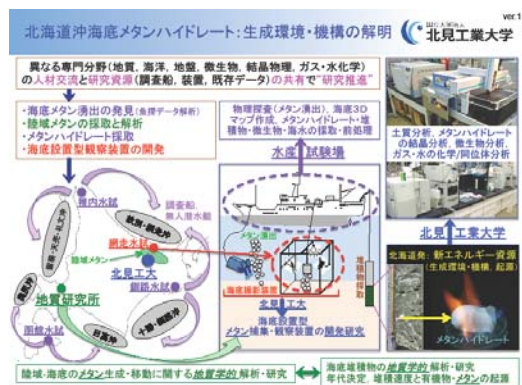 ver.1
北海道沖海底メタンハイドレート:生成環境・機構の解明
国立大学法人
北見工業大学
異なる専門分野(地質, 海洋, 地盤, 微生物, 結晶物理, ガス・水化学)
の人材交流と研究資源(調査船, 装置, 既存データ)の共有で“研究推進”
・海底メタン湧出の発見(魚探データ解析)
・陸域メタンの採取と解析
・メタンハイドレート採取
・海底設置型観察装置の開発
物理探査(メタン湧出), 海底3D
マップ作成, メタンハイドレート・堆
積物・微生物・海水の採取・前処理
水産試験場
土質分析, メタンハイドレート
の結晶分析, 微生物分析,
ガス・水の化学/同位体分析
北見工業大学
稚内水試
調査船,
無人潜水艇
網走水試
陸域メタン
北見工大
釧路水試
地質研究所
函館水試
日高沖
十勝・釧路沖
メタン湧出
海底撮影装置
堆積物採取
北見工大
海底設置型
メタン捕集・観察装置の開発研究
北海道発:新エネルギー資源
(生成環境・機構, 起源)
メタンハイドレート
陸域-海底のメタン生成・移動に関する地質学的解析・研究
海底堆積物の地質学的解析・研究
年代決定, 堆積速度と有機物・メタンの起源